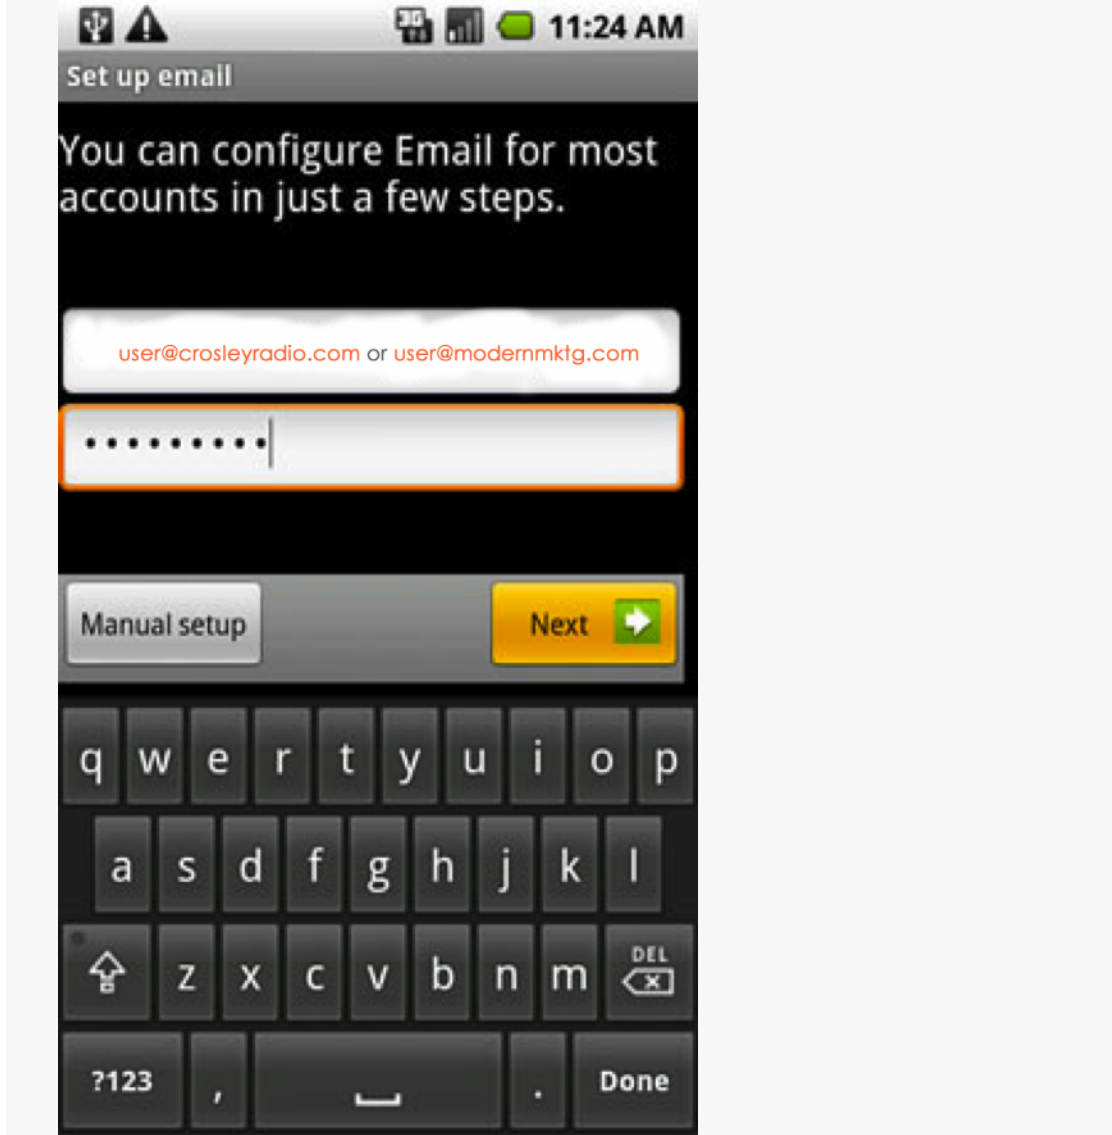 3G
11:24 AM
Set up email
You can configure Email for most
accounts in just a few steps.
user@crosleyradio.com or user@modernmktg.com
•••••••••
Manual setup
Next
q w e r t y u i o p
a s d f g h j k l
z x c v b n m DEL
?123 , . Done